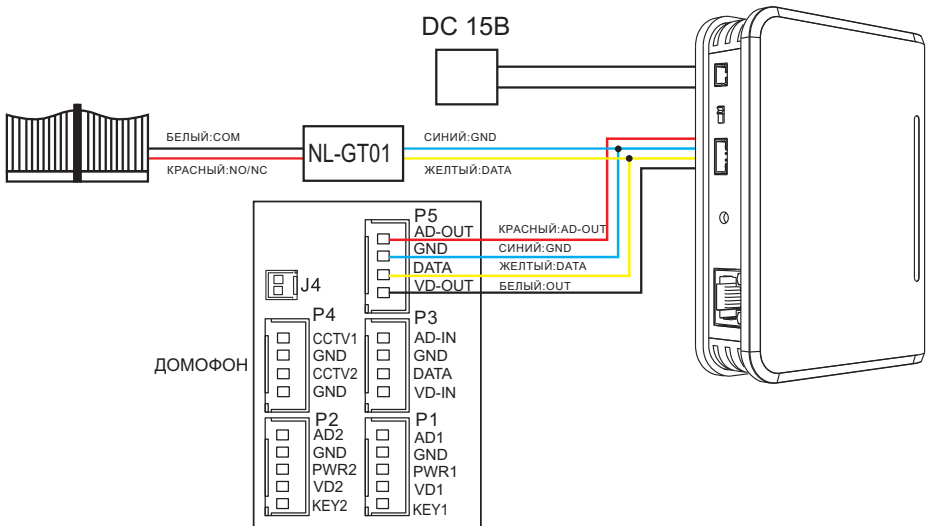 DC 15В
БЕЛЫЙ:COM
КРАСНЫЙ:NO/NC
NL-GT01
СИНИЙ:GND
ЖЕЛТЫЙ:DATA
P5
AD-OUT
GND
DATA
VD-OUT
КРАСНЫЙ:AD-OUT
СИНИЙ:GND
ЖЕЛТЫЙ:DATA
БЕЛЫЙ:OUT
J4
ДОМОФОН
P4
CCTV1
GND
CCTV2
GND
P3
AD-IN
GND
DATA
VD-IN
P2
AD2
GND
PWR2
VD2
KEY2
P1
AD1
GND
PWR1
VD1
KEY1